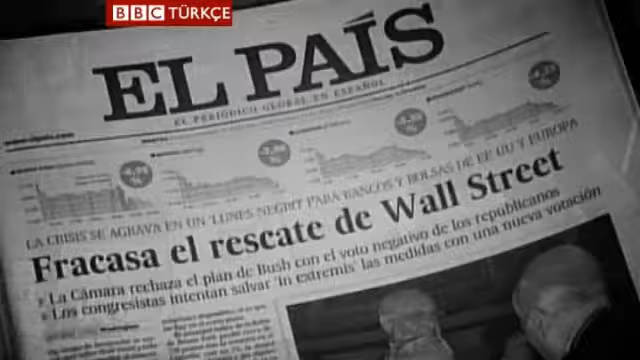 BBC TÜRKÇE
EL PAÍS
EL PERIÓDICO GLOBAL EN ESPAÑOL
LA CRISIS SE AGRAVA EN UN 'LUNES NEGRO' PARA BANCOS Y BOLSAS DE EE UU Y EUROPA
Fracasa el rescate de Wall Street
La Cámara rechaza el plan de Bush con el voto negativo de los republicanos
Los congresistas intentan salvar 'in extremis' las medidas con una nueva votación